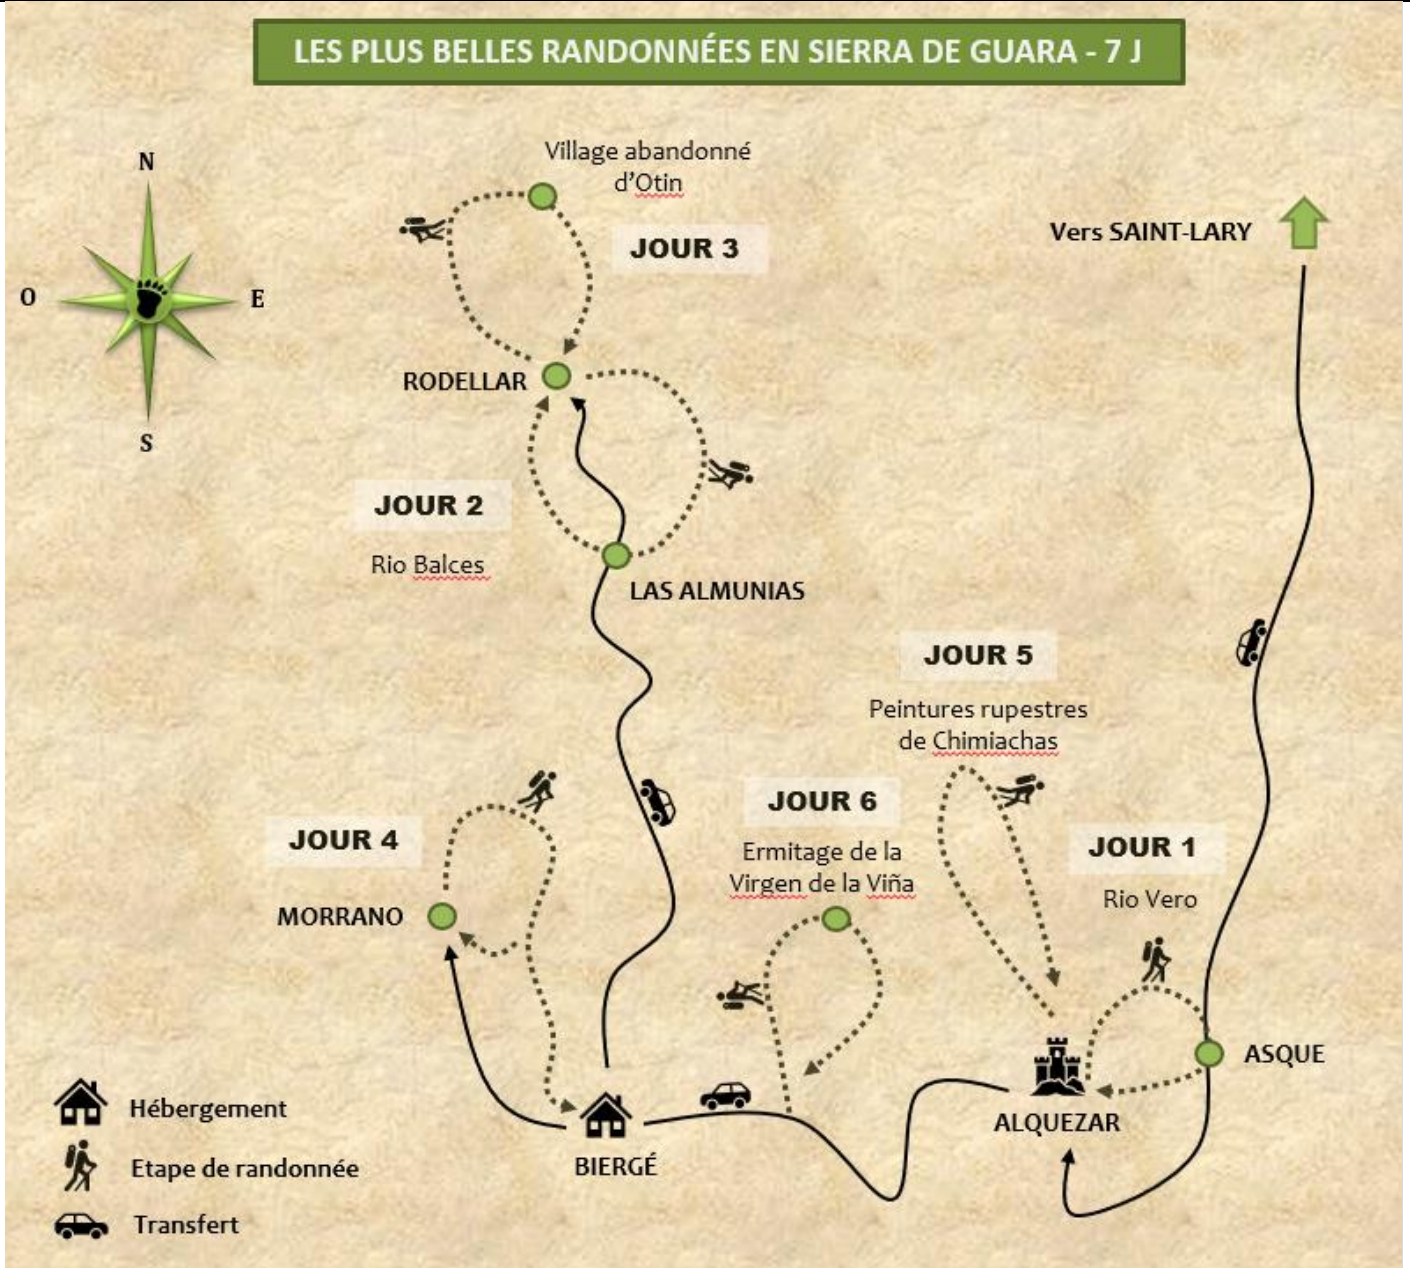 LES PLUS BELLES RANDONNÉES EN SIERRA DE GUARA - 7 J
N
O
E
S
Village abandonné
d'Otin
JOUR 3
Vers SAINT-LARY
RODELLAR
JOUR 2
Rio Balces
LAS ALMUNIAS
JOUR 5
Peintures rupestres
de Chimiachas
JOUR 6
Ermitage de la
Virgen de la Viña
JOUR 4
MORRANO
JOUR 1
Rio Vero
ASQUE
ALQUEZAR
BIERGÉ
Hébergement
Etape de randonnée
Transfert